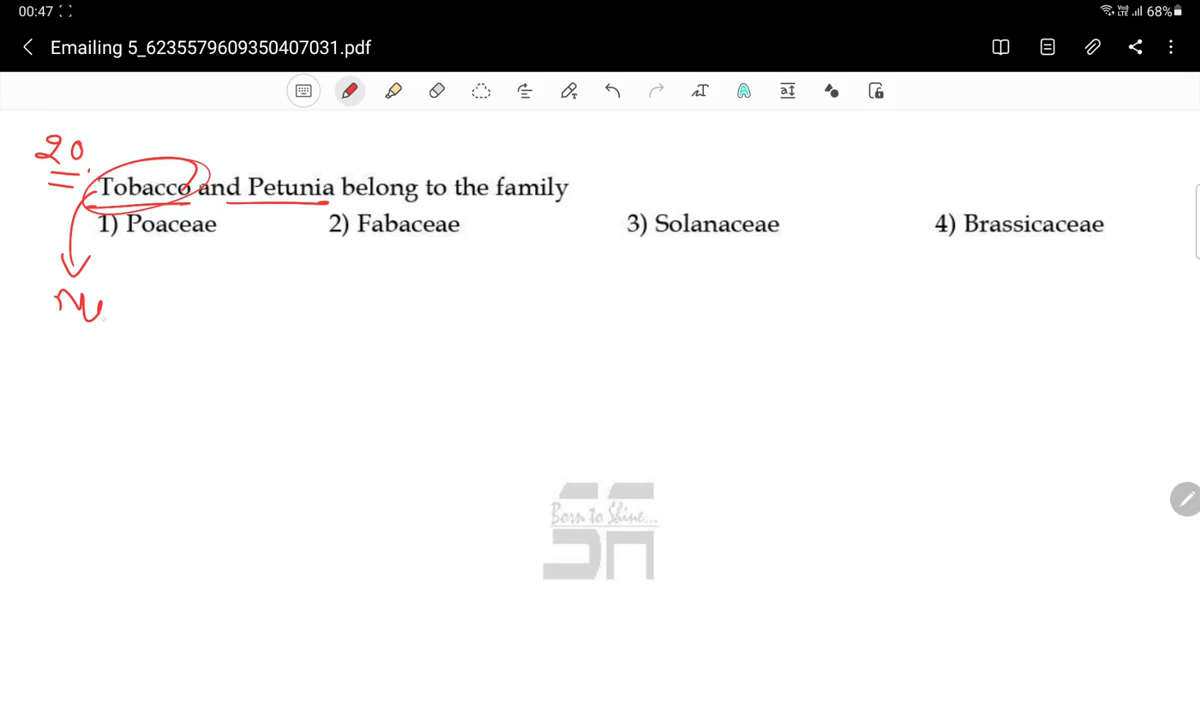 00:47
68%
Emailing 5_6235579609350407031.pdf
20.
Tobacco and Petunia belong to the family
1) Poaceae 2) Fabaceae 3) Solanaceae 4) Brassicaceae
Born to Shine...